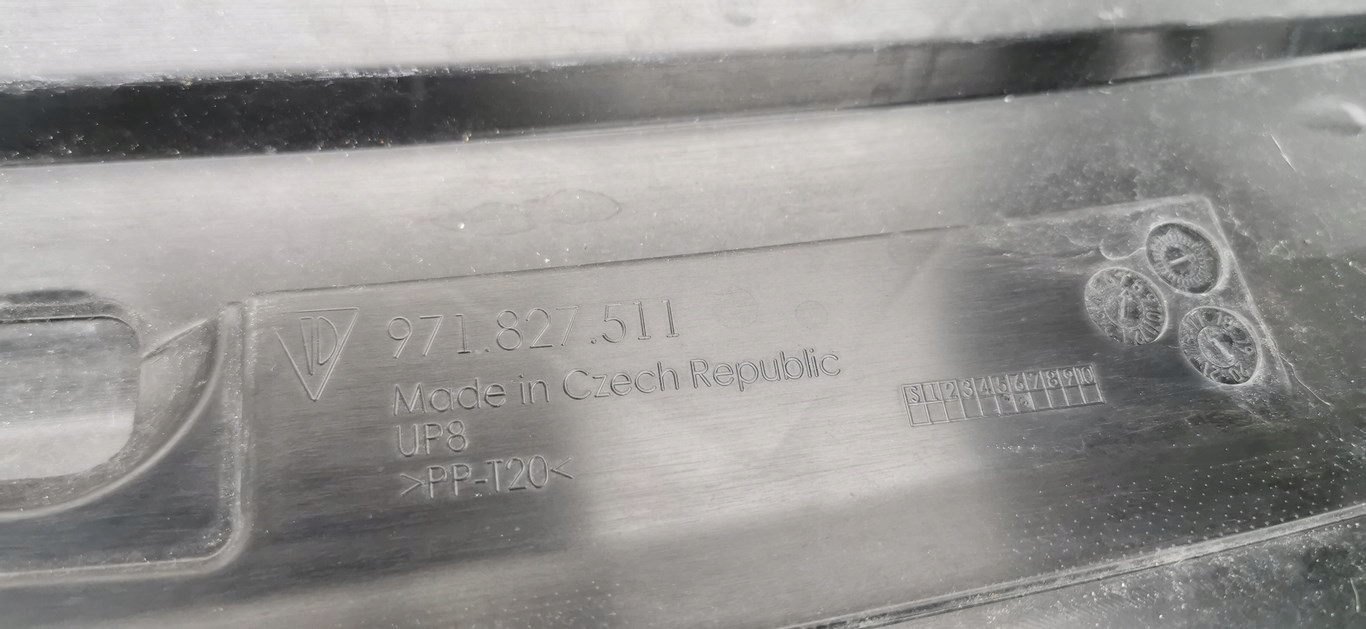 971.827.511
Made in Czech Republic
UP8
>PP-T20<
S 1 2 3 4 5 6 7 8 9 10